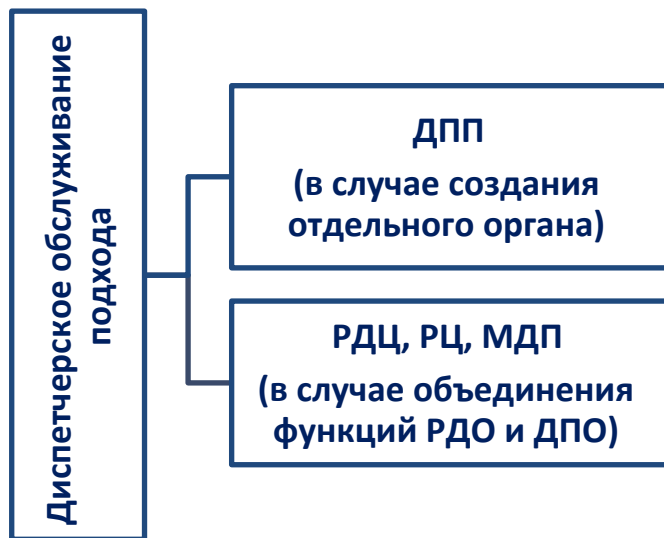 Диспетчерское обслуживание
подхода
ДПП
(в случае создания
отдельного органа)
РДЦ, РЦ, МДП
(в случае объединения
функций РДО и ДПО)